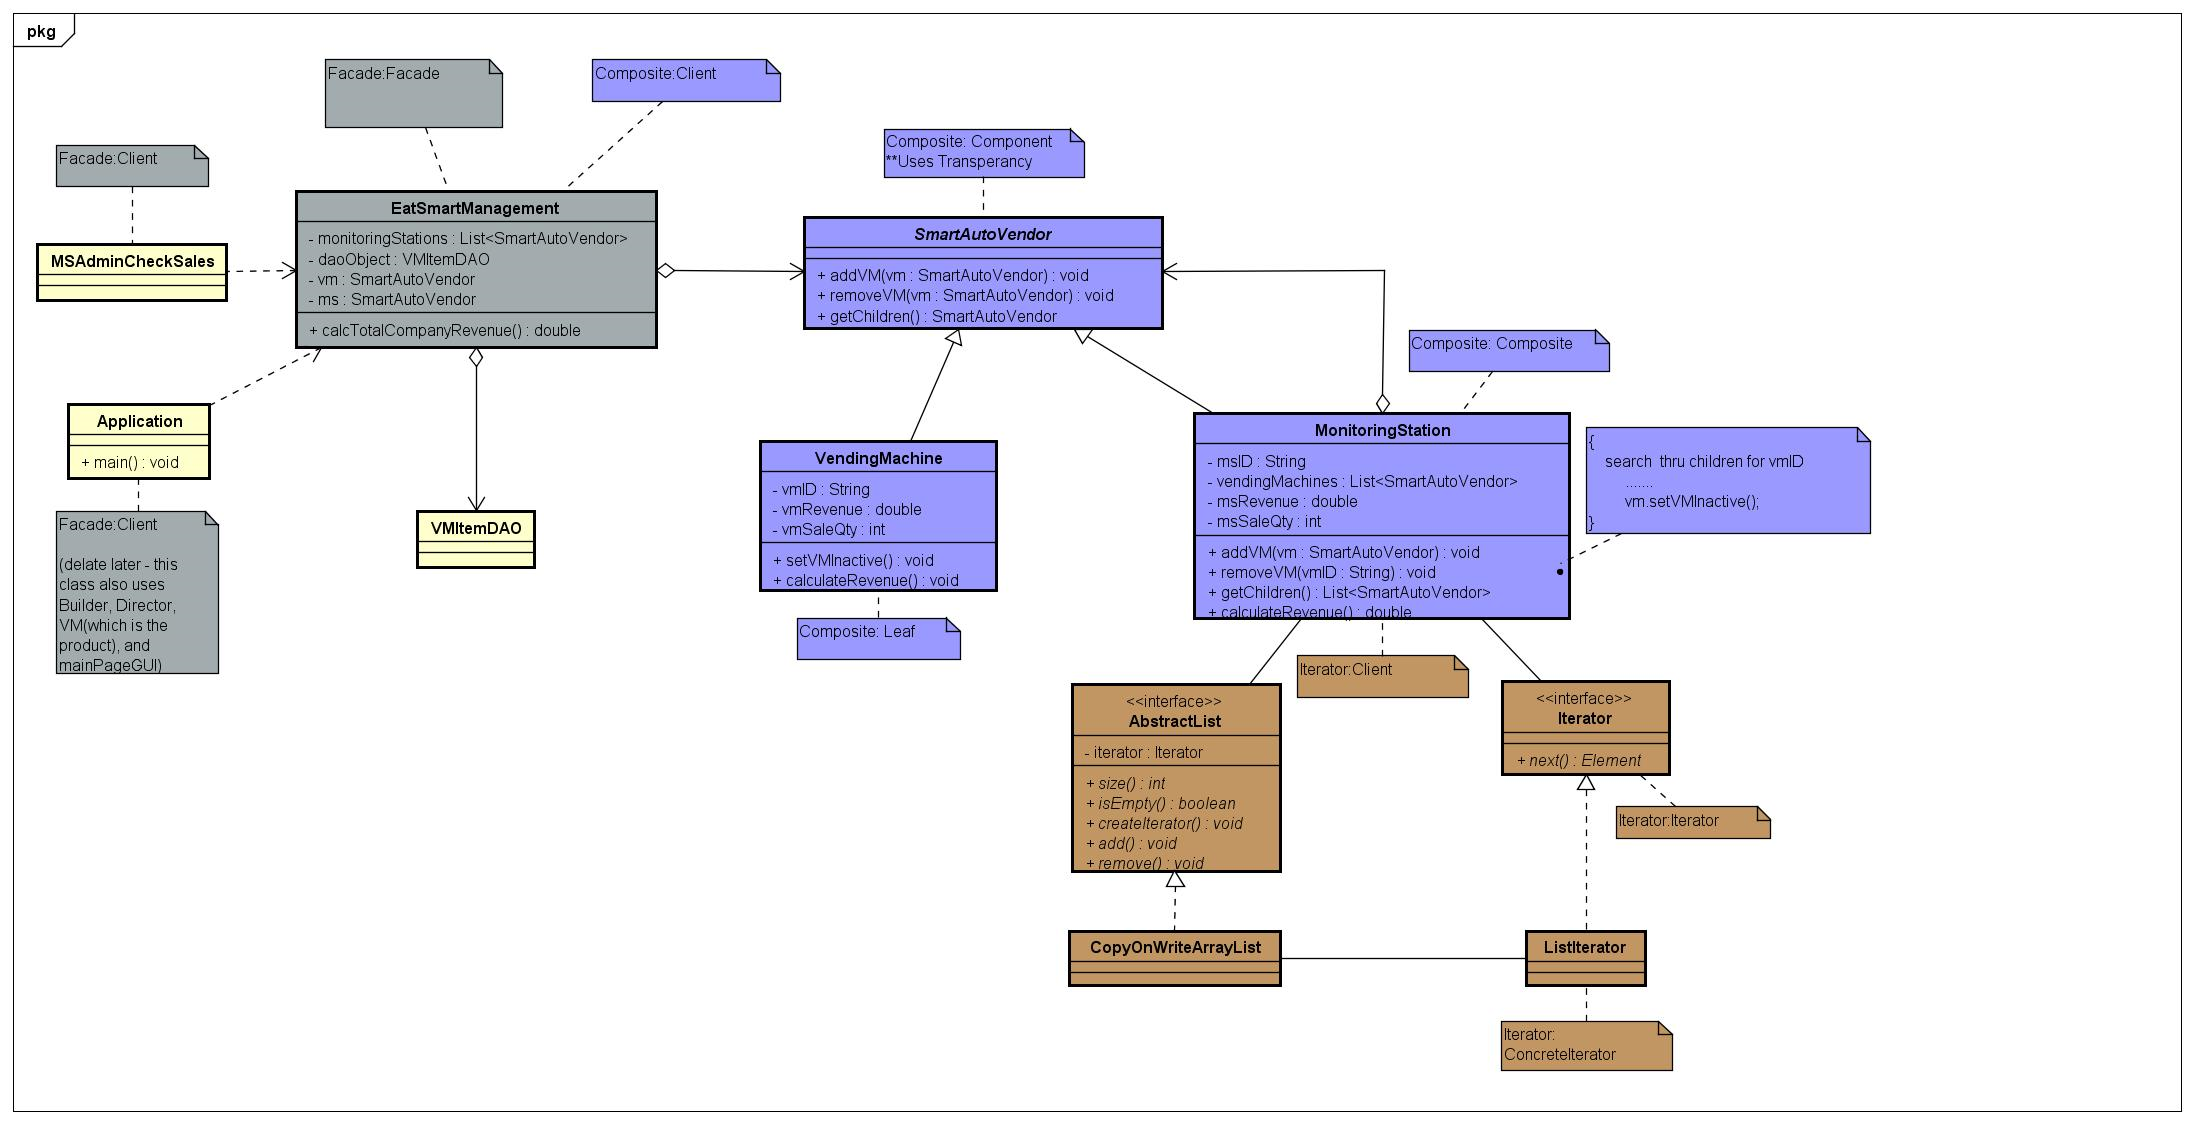 pkg
Facade:Facade
Composite:Client
Facade:Client
Composite: Component
**Uses Transperancy
EatSmartManagement
- monitoringStations : List<SmartAutoVendor>
- daoObject : VMItemDAO
- vm : SmartAutoVendor
- ms : SmartAutoVendor
+ calcTotalCompanyRevenue() : double
MSAdminCheckSales
SmartAutoVendor
+ addVM(vm : SmartAutoVendor) : void
+ removeVM(vm : SmartAutoVendor) : void
+ getChildren() : SmartAutoVendor
Composite: Composite
Application
+ main() : void
Facade:Client
(delate later - this
class also uses
Builder, Director,
VM(which is the
product), and
mainPageGUI)
VMItemDAO
VendingMachine
- vmID : String
- vmRevenue : double
- vmSaleQty : int
+ setVMInactive() : void
+ calculateRevenue() : void
Composite: Leaf
MonitoringStation
- msID : String
- vendingMachines : List<SmartAutoVendor>
- msRevenue : double
- msSaleQty : int
+ addVM(vm : SmartAutoVendor) : void
+ removeVM(vmID : String) : void
+ getChildren() : List<SmartAutoVendor>
+ calculateRevenue() : double
{
search  thru children for vmID
.......
vm.setVMInactive();
}
Iterator:Client
<<interface>>
AbstractList
- iterator : Iterator
+ size() : int
+ isEmpty() : boolean
+ createIterator() : void
+ add() : void
+ remove() : void
<<interface>>
Iterator
+ next() : Element
Iterator:Iterator
CopyOnWriteArrayList
ListIterator
Iterator:
ConcreteIterator